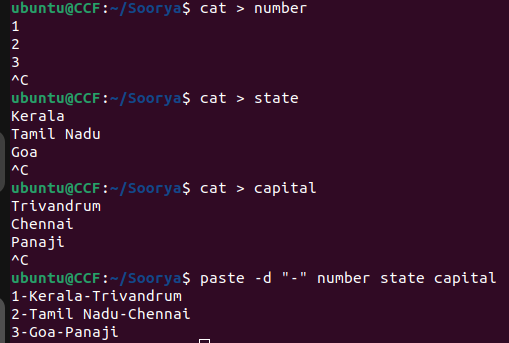 ubuntu@CCF:~/Soorya$ cat > number
1
2
3
^C
ubuntu@CCF:~/Soorya$ cat > state
Kerala
Tamil Nadu
Goa
^C
ubuntu@CCF:~/Soorya$ cat > capital
Trivandrum
Chennai
Panaji
^C
ubuntu@CCF:~/Soorya$ paste -d "-" number state capital
1-Kerala-Trivandrum
2-Tamil Nadu-Chennai
3-Goa-Panaji